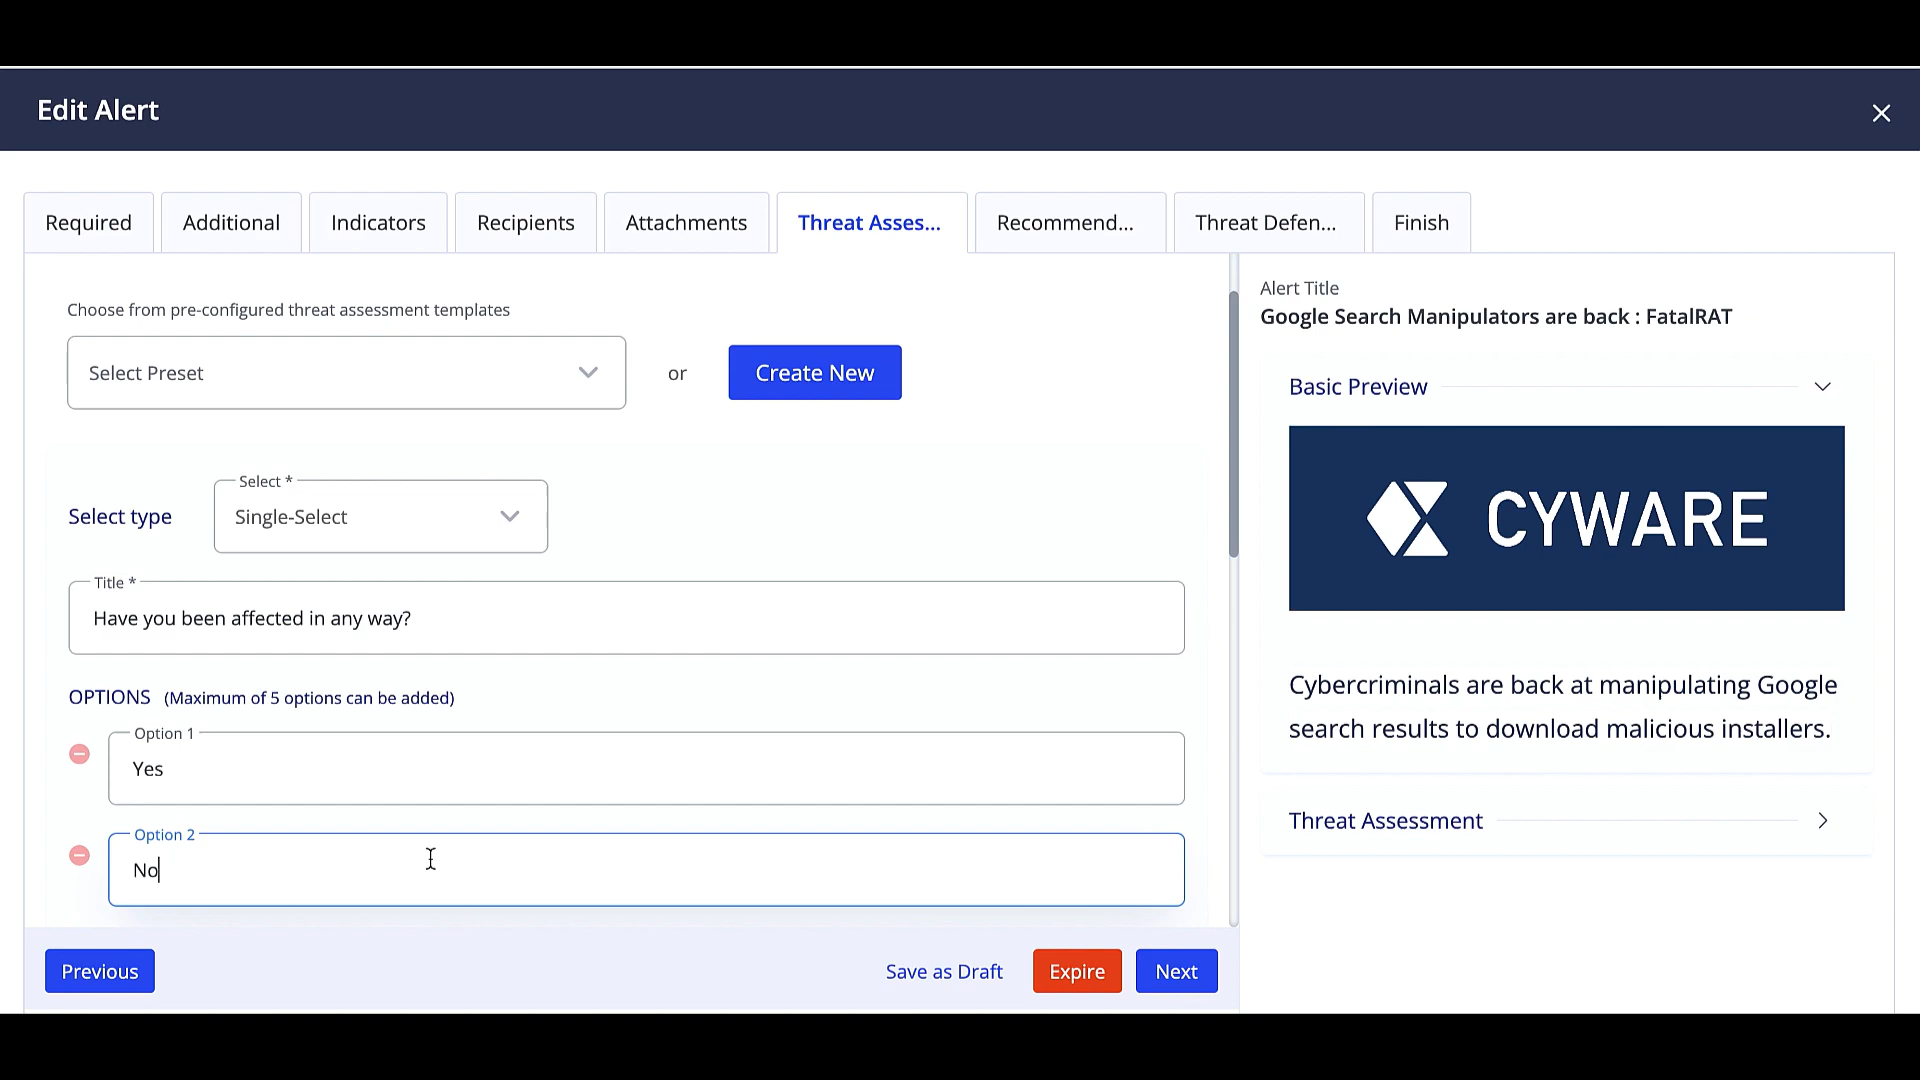 Edit Alert
Required
Additional
Indicators
Recipients
Attachments
Threat Asses...
Recommend...
Threat Defen...
Finish
Choose from pre-configured threat assessment templates
Select Preset
or
Create New
Select type
Select *
Single-Select
Title *
Have you been affected in any way?
OPTIONS (Maximum of 5 options can be added)
Option 1
Yes
Option 2
No
Previous
Save as Draft
Expire
Next
Alert Title
Google Search Manipulators are back : FatalRAT
Basic Preview
CYWARE
Cybercriminals are back at manipulating Google
search results to download malicious installers.
Threat Assessment